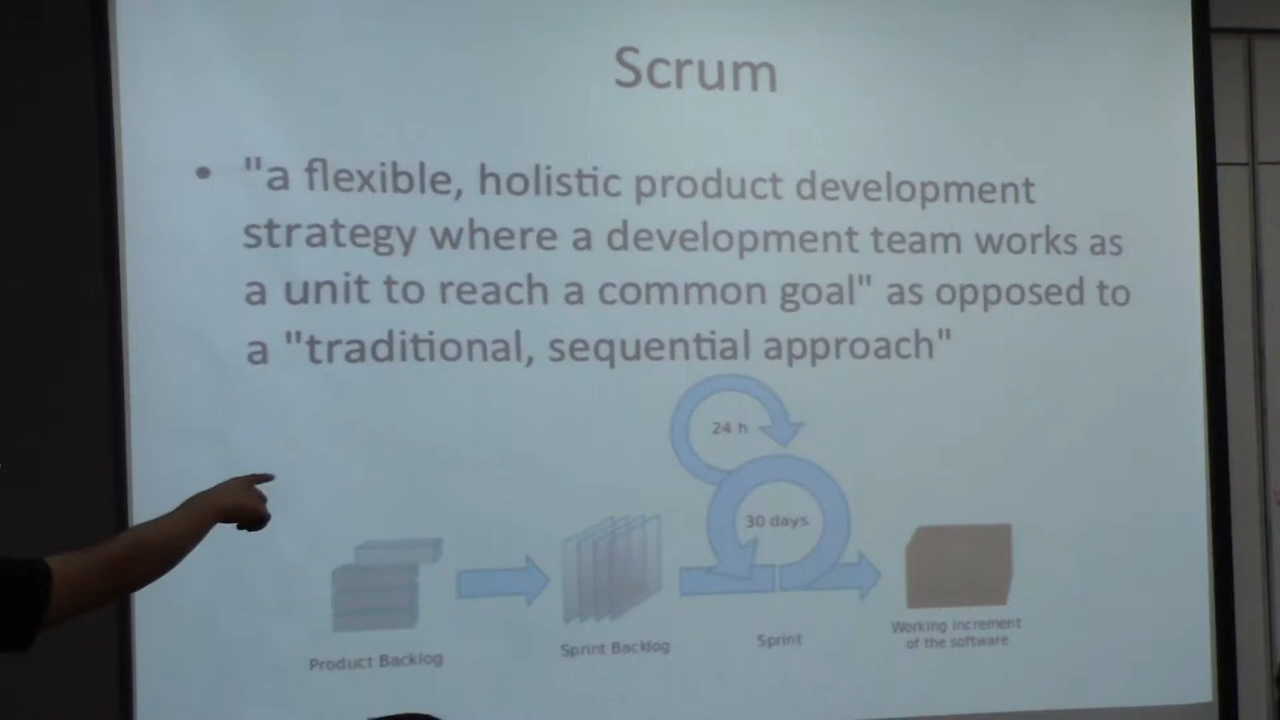 Scrum
• "a flexible, holistic product development
strategy where a development team works as
a unit to reach a common goal" as opposed to
a "traditional, sequential approach"
24 h
30 days
Product Backlog
Sprint Backlog
Sprint
Working increment
of the software